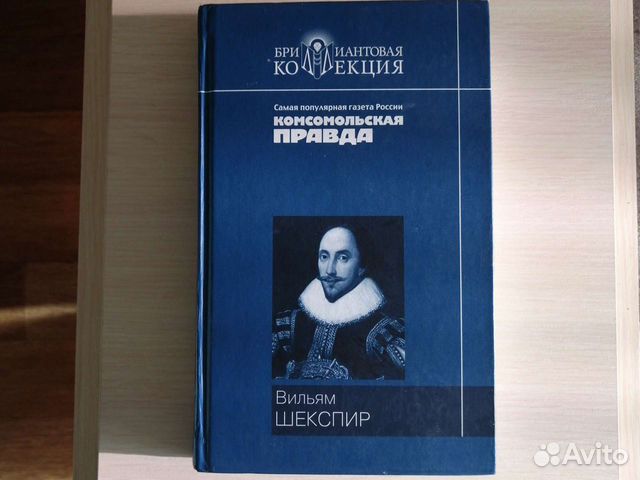 БРИЛЛИАНТОВАЯ
КОЛЛЕКЦИЯ
Самая популярная газета России
КОМСОМОЛЬСКАЯ
ПРАВДА
Вильям
ШЕКСПИР
Avito